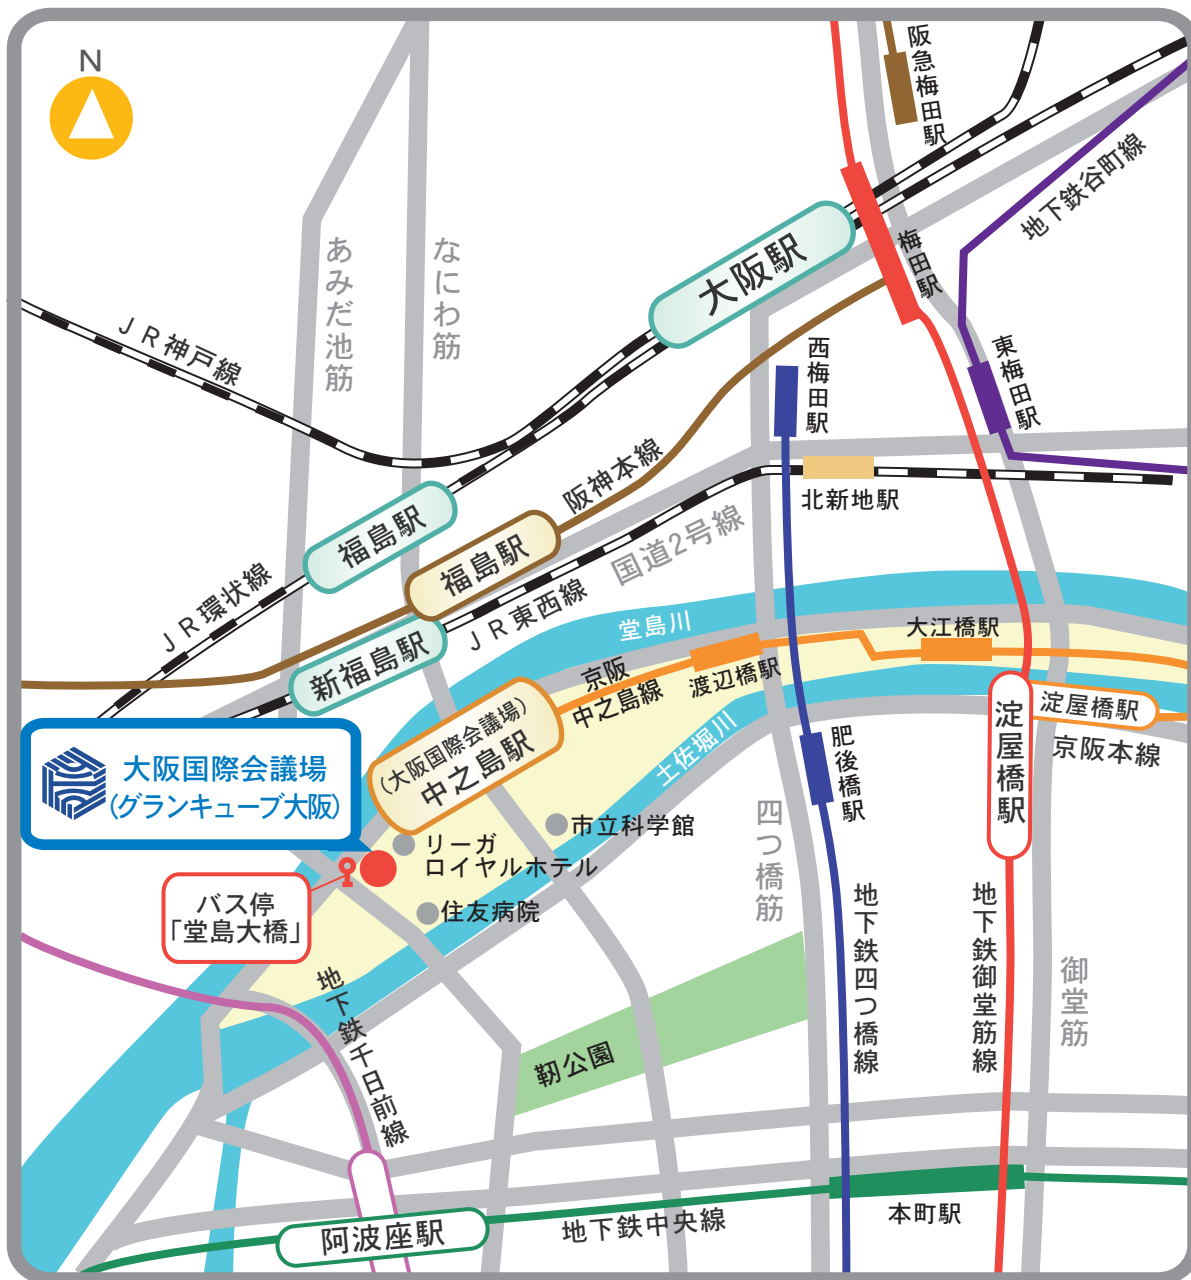 N
阪急梅田駅
地下鉄谷町線
梅田駅
大阪駅
あみだ池筋
なにわ筋
JR神戸線
西梅田駅
東梅田駅
阪神本線
北新地駅
国道2号線
福島駅
福島駅
JR環状線
JR東西線
新福島駅
堂島川
大江橋駅
京阪
中之島線
渡辺橋駅
淀屋橋駅
淀屋橋駅
京阪本線
(大阪国際会議場)
中之島駅
土佐堀川
肥後橋駅
大阪国際会議場
(グランキューブ大阪)
市立科学館
リーガ
ロイヤルホテル
四つ橋筋
バス停
「堂島大橋」
住友病院
地下鉄四つ橋線
地下鉄御堂筋線
御堂筋
地下鉄千日前線
靭公園
本町駅
地下鉄中央線
阿波座駅